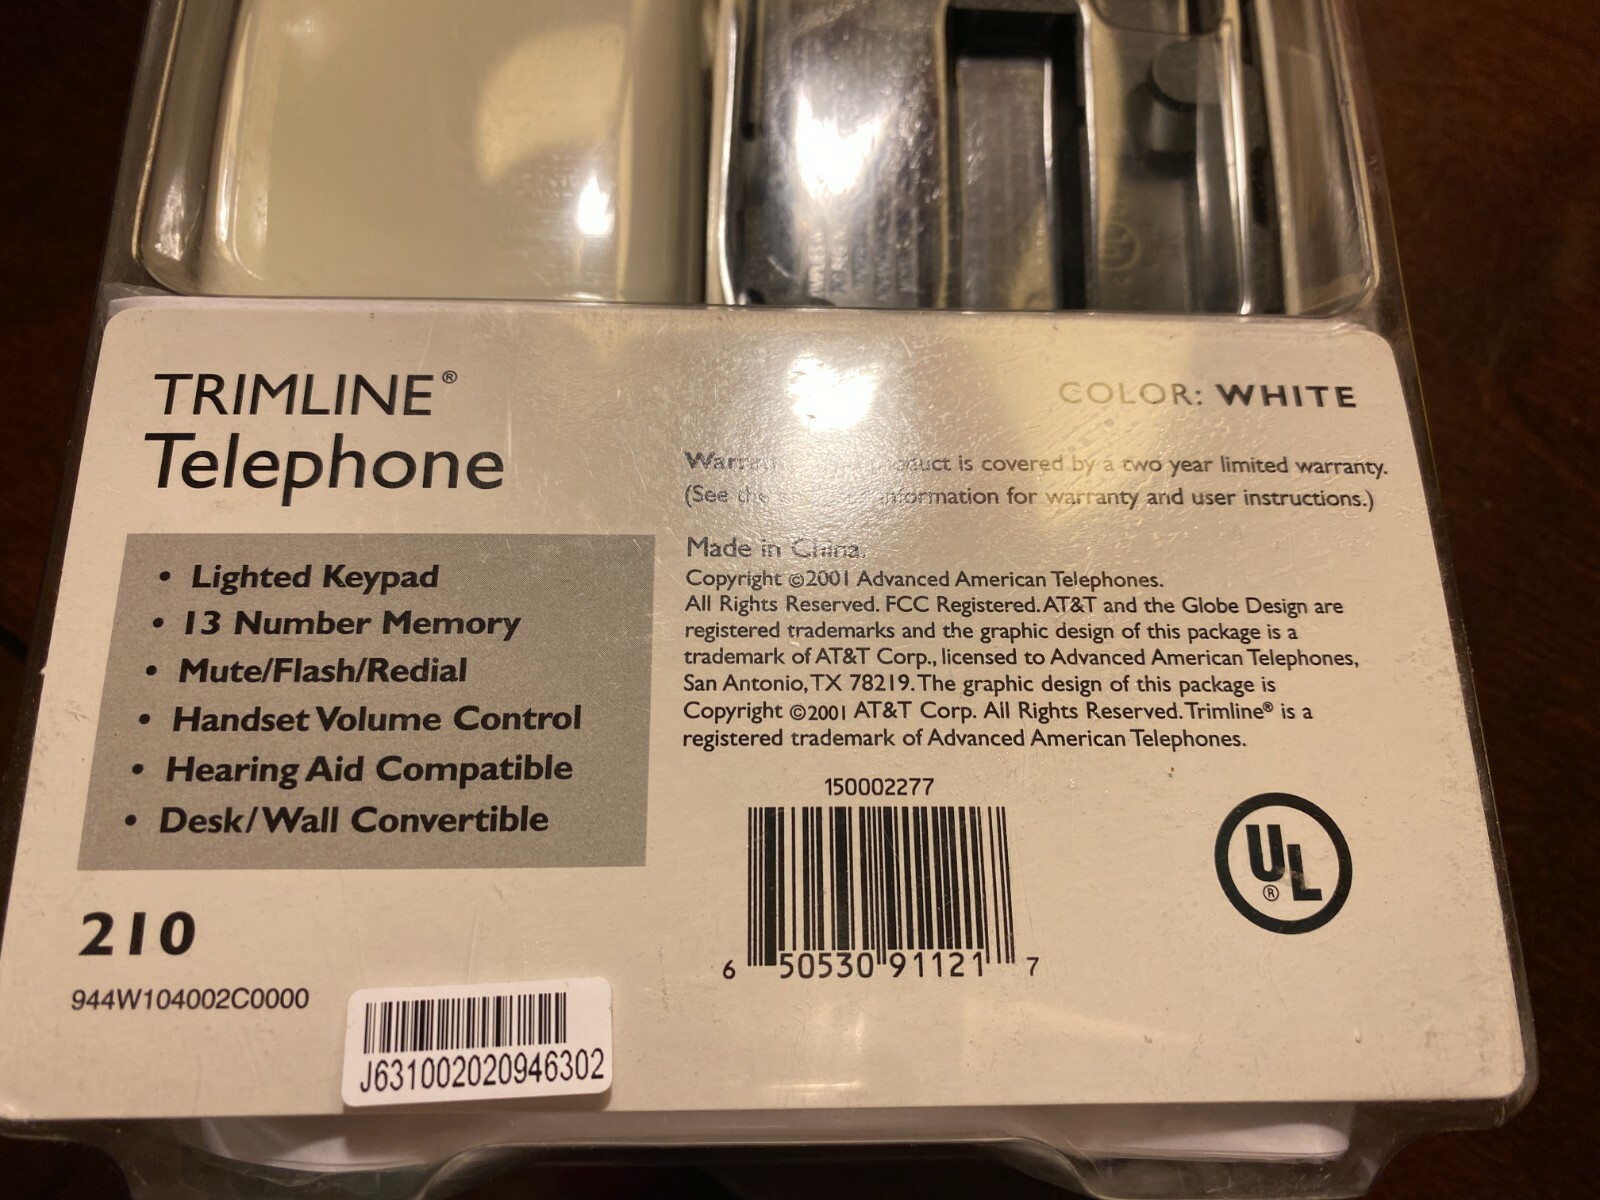 TRIMLINE®
Telephone
• Lighted Keypad
• 13 Number Memory
• Mute/Flash/Redial
• Handset Volume Control
• Hearing Aid Compatible
• Desk/Wall Convertible
210
944W104002C0000
J631002020946302
COLOR: WHITE
product is covered by a two year limited warranty.
(See the information for warranty and user instructions.)
Made in China.
Copyright ©2001 Advanced American Telephones.
All Rights Reserved. FCC Registered. AT&T and the Globe Design are
registered trademarks and the graphic design of this package is a
trademark of AT&T Corp., licensed to Advanced American Telephones,
San Antonio, TX 78219. The graphic design of this package is
Copyright ©2001 AT&T Corp. All Rights Reserved. Trimline® is a
registered trademark of Advanced American Telephones.
150002277
6 50530 91121 7
UL®